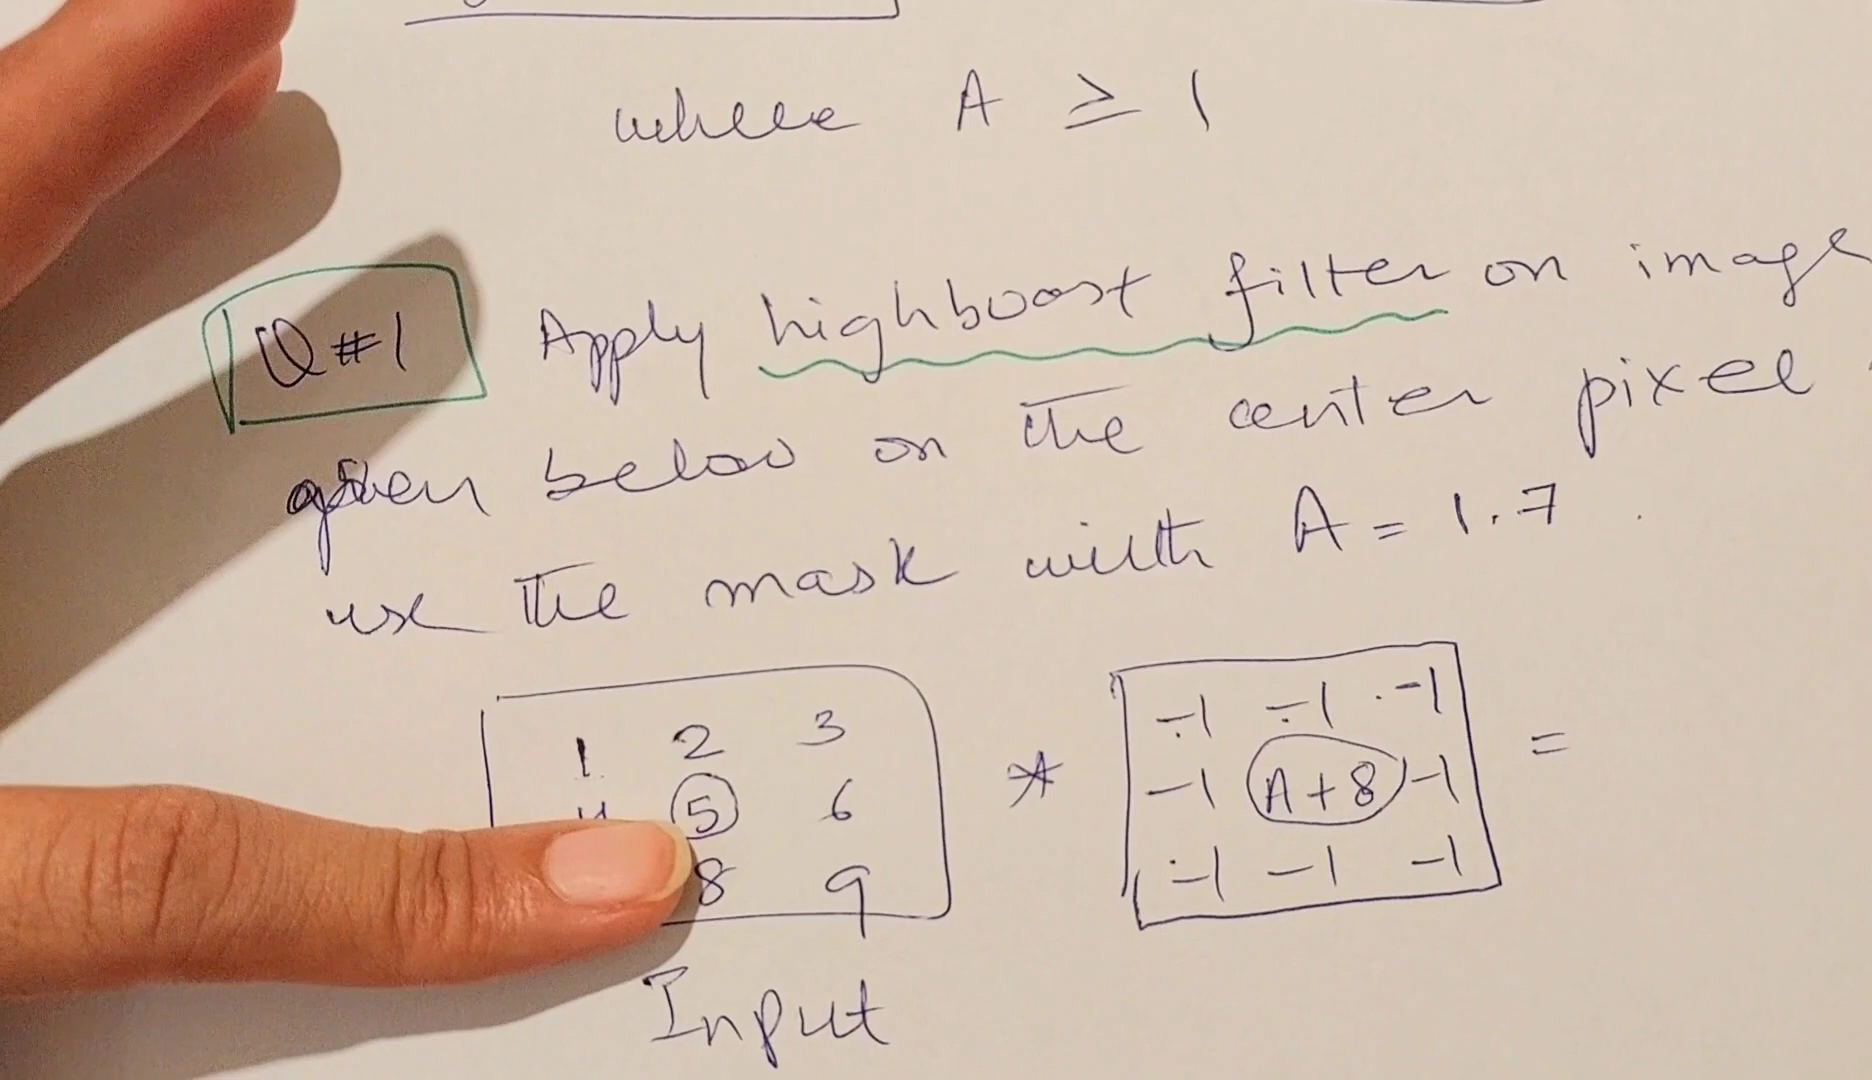 where A ≥ 1
Q#1 Apply highboost filter on image
given below on the center pixel.
use the mask with A = 1.7.
1 2 3
4 5 6
8 9
*
-1 -1 -1
-1 A+8 -1
-1 -1 -1
=
Input